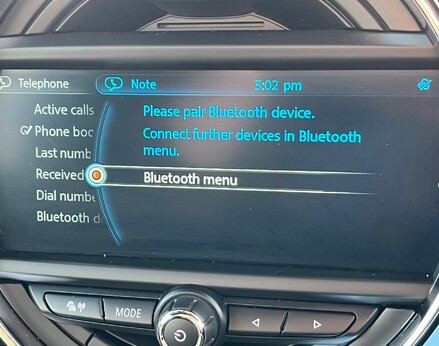 Telephone
Note
3:02 pm
Active calls
Phone boo
Last numb
Received
Dial numbe
Bluetooth d
Please pair Bluetooth device.
Connect further devices in Bluetooth
menu.
Bluetooth menu
MODE